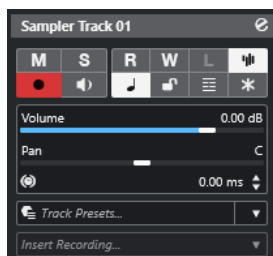 Sampler Track 01 e
M S R W L
Volume 0.00 dB
Pan C
0.00 ms
Track Presets...
Insert Recording...